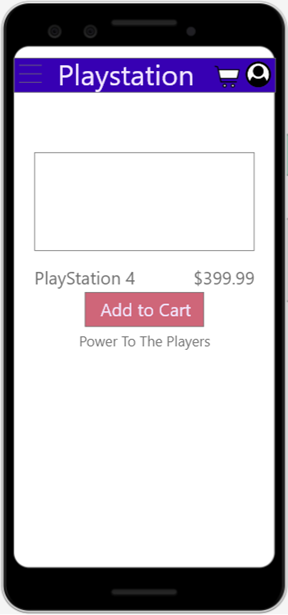 Playstation
PlayStation 4 $399.99
Add to Cart
Power To The Players